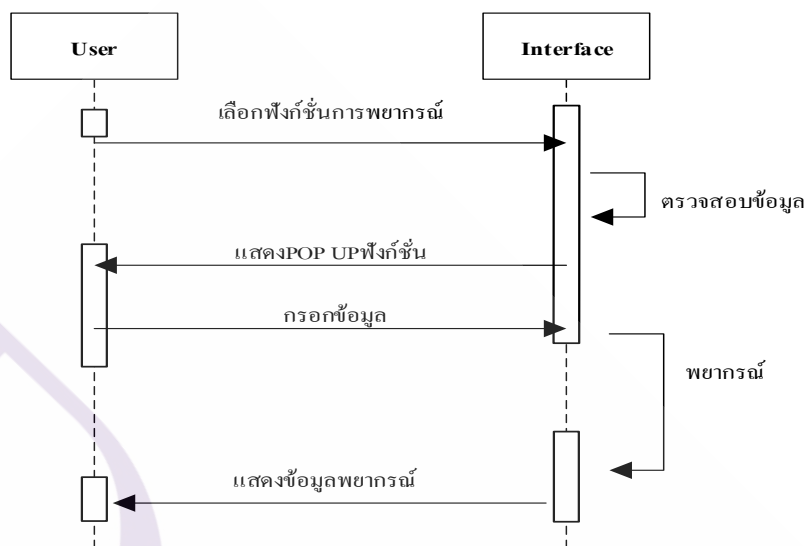 User
Interface
เลือกฟังก์ชั่นการพยากรณ์
ตรวจสอบข้อมูล
แสดงPOP UPฟังก์ชั่น
กรอกข้อมูล
พยากรณ์
แสดงข้อมูลพยากรณ์